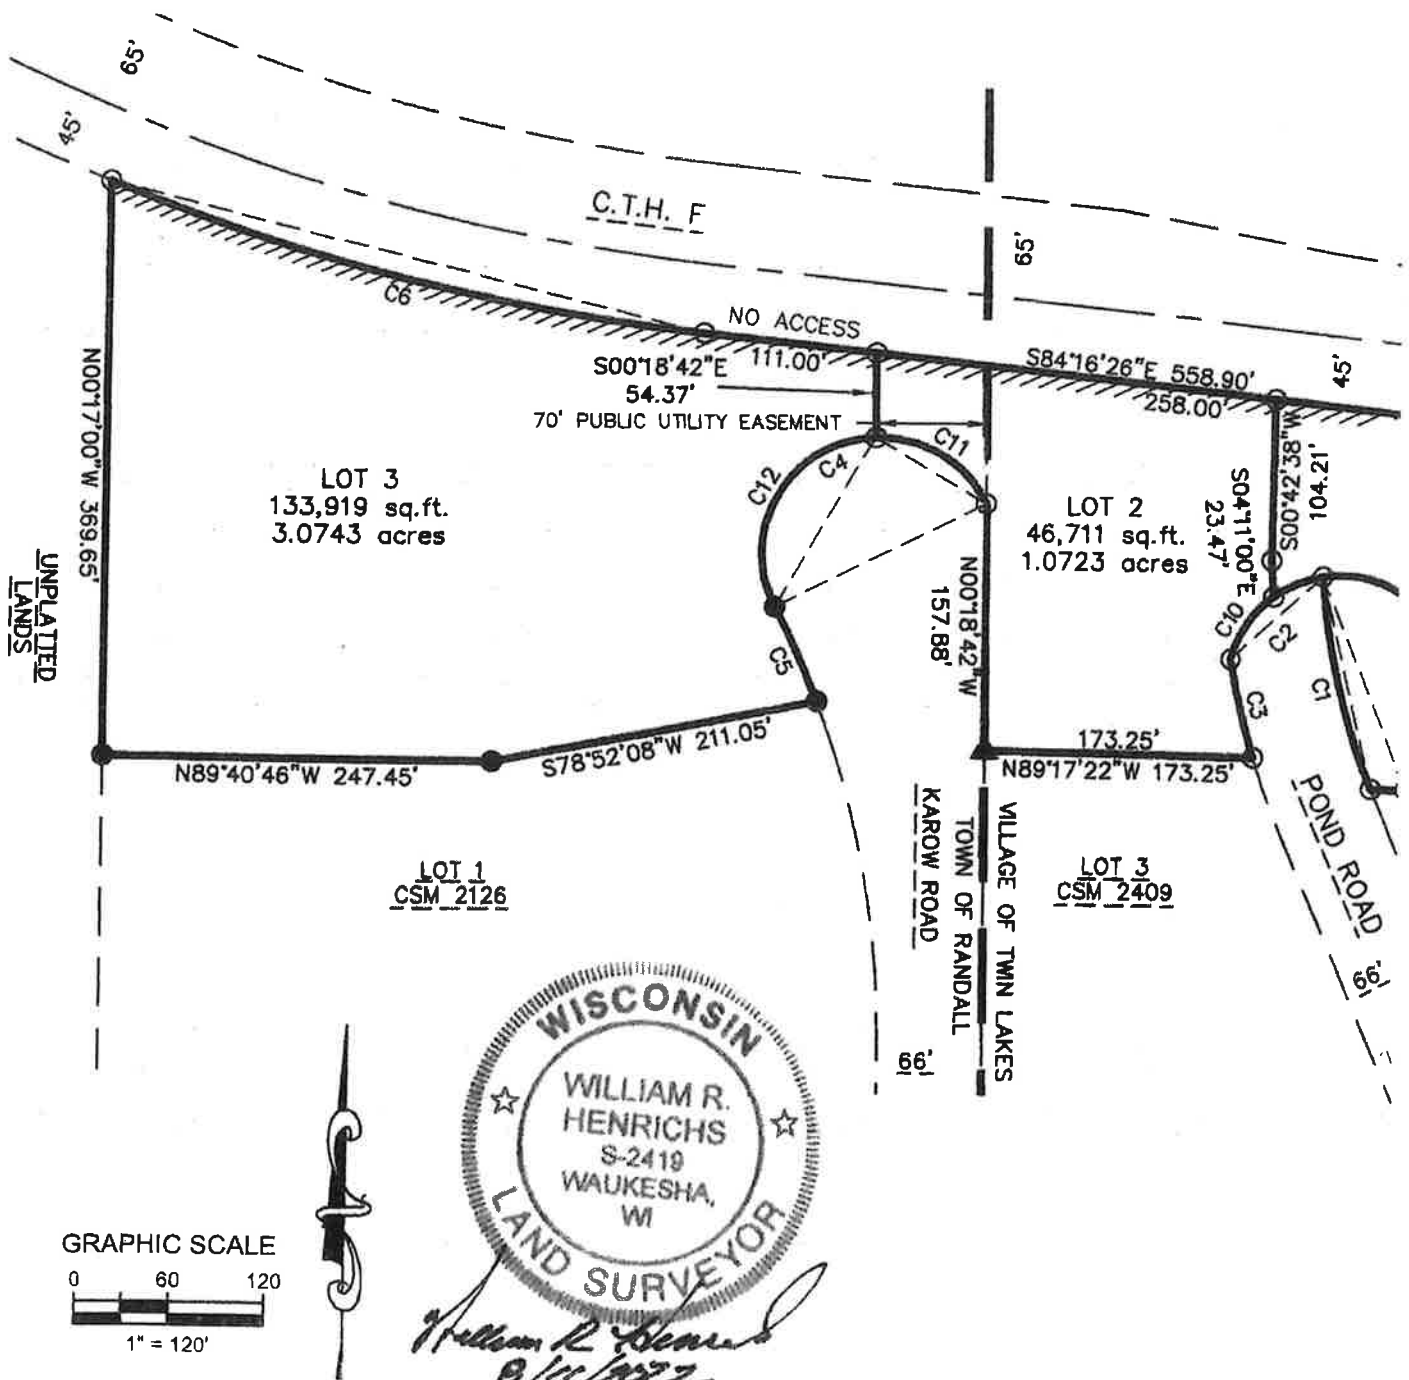 65'
45'
C.T.H. F
65'
NO ACCESS
C6
S00°18'42"E
54.37'
111.00'
S84°16'26"E 558.90'
258.00'
45'
70' PUBLIC UTILITY EASEMENT
N00°17'00"W 369.65'
LOT 3
133,919 sq.ft.
3.0743 acres
C12
C4
C11
LOT 2
46,711 sq.ft.
1.0723 acres
S04°11'00"E
23.47'
S00°42'38"W
104.21'
UNPLATTED
LANDS
N00°18'42"W
157.88'
C5
C10
C2
C3
C1
N89°40'46"W 247.45'
S78°52'08"W 211.05'
173.25'
N89°17'22"W 173.25'
LOT 1
CSM 2126
KAROW ROAD
TOWN OF RANDALL
VILLAGE OF TWIN LAKES
LOT 3
CSM 2409
POND ROAD
66'
66'
WISCONSIN
WILLIAM R.
HENRICHS
S-2419
WAUKESHA,
WI
LAND SURVEYOR
GRAPHIC SCALE
0 60 120
1" = 120'